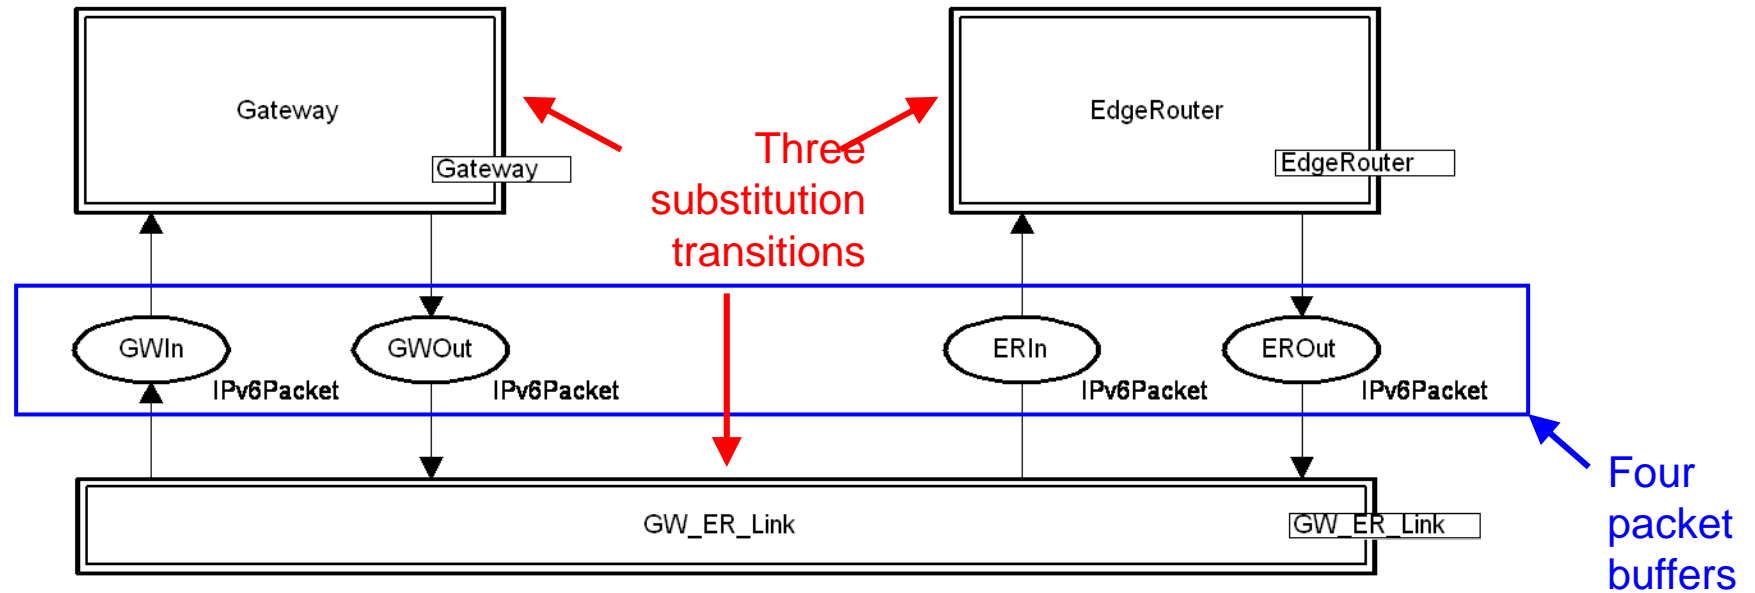 Gateway
EdgeRouter
Gateway
EdgeRouter
Three
substitution
transitions
GWIn
GWOut
ERIn
EROut
IPv6Packet
IPv6Packet
IPv6Packet
IPv6Packet
GW_ER_Link
GW_ER_Link
Four
packet
buffers